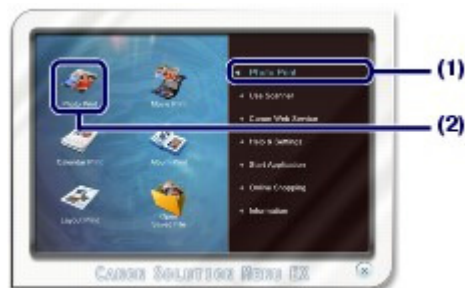 Photo Print
Photo Print
Movie Print
Use Scanner
Canon Web Service
Help & Settings
Calendar Print
Album Print
Start Application
Online Shopping
Layout Print
Open
Saved File
Information
CANON SOLUTION MENU EX
(1)
(2)